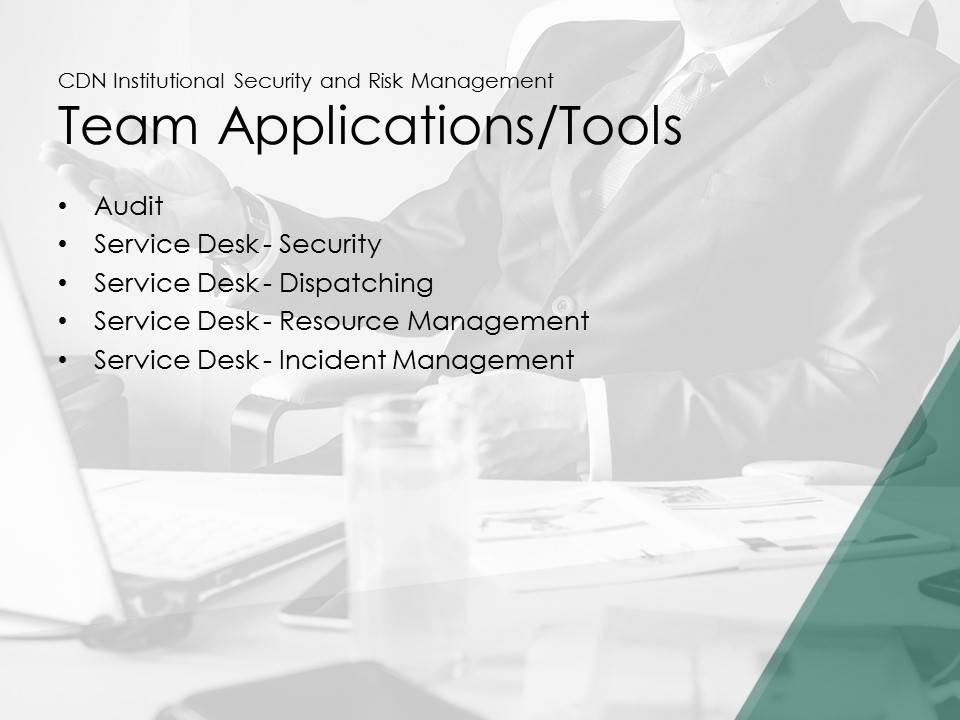 CDN Institutional Security and Risk Management
Team Applications/Tools
• Audit
• Service Desk - Security
• Service Desk - Dispatching
• Service Desk - Resource Management
• Service Desk - Incident Management